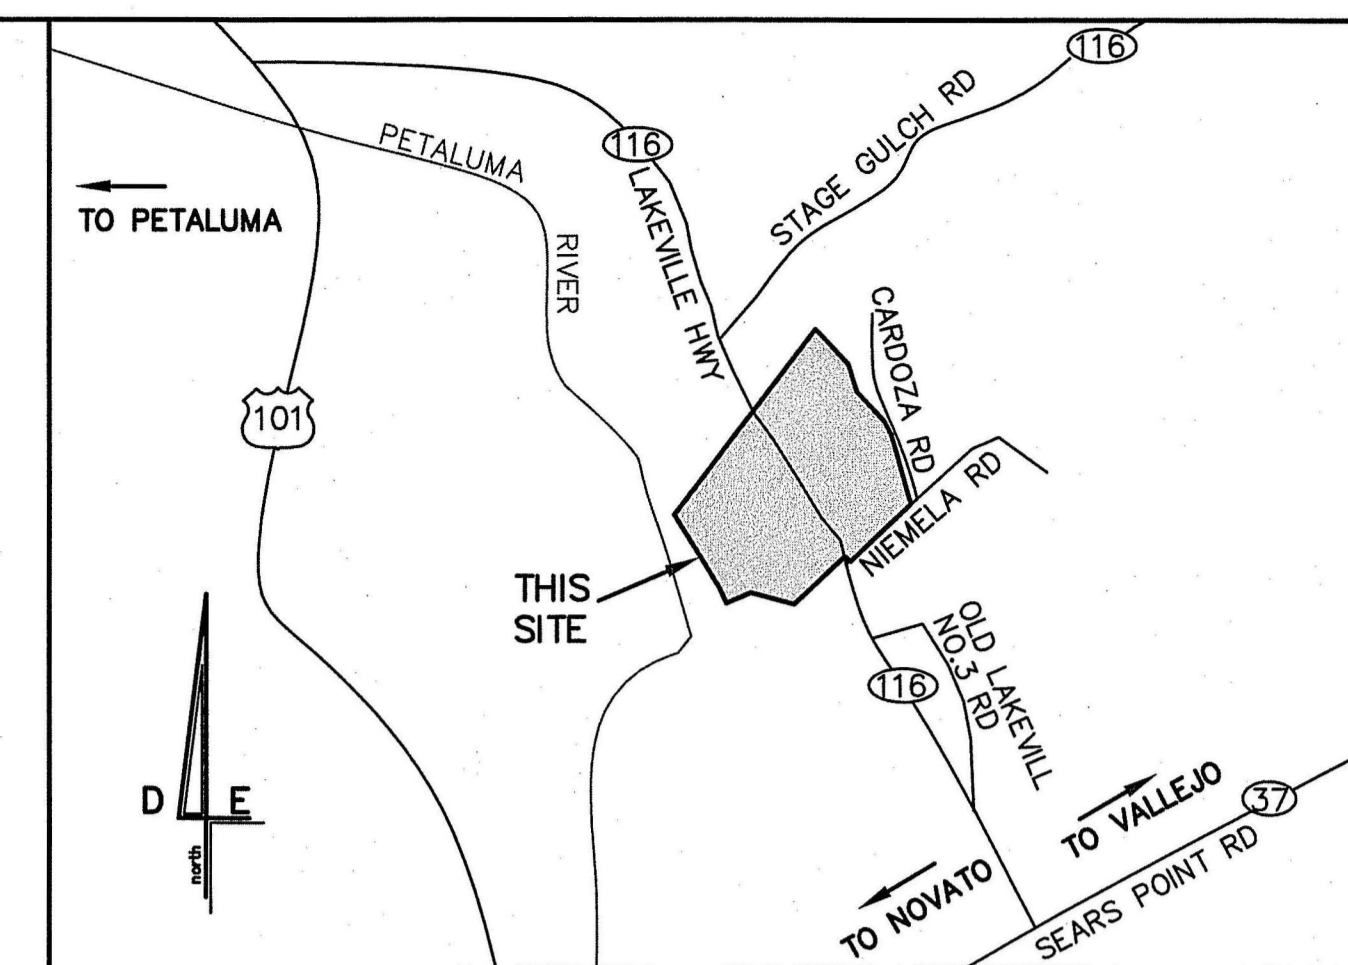 116
PETALUMA
116
STAGE GULCH RD
TO PETALUMA
LAKEVILLE HWY
RIVER
CARDOZA RD
101
NIEMELA RD
THIS
SITE
OLD LAKEVILL
NO.3 RD
116
D E
north
TO VALLEJO
37
TO NOVATO
SEARS POINT RD